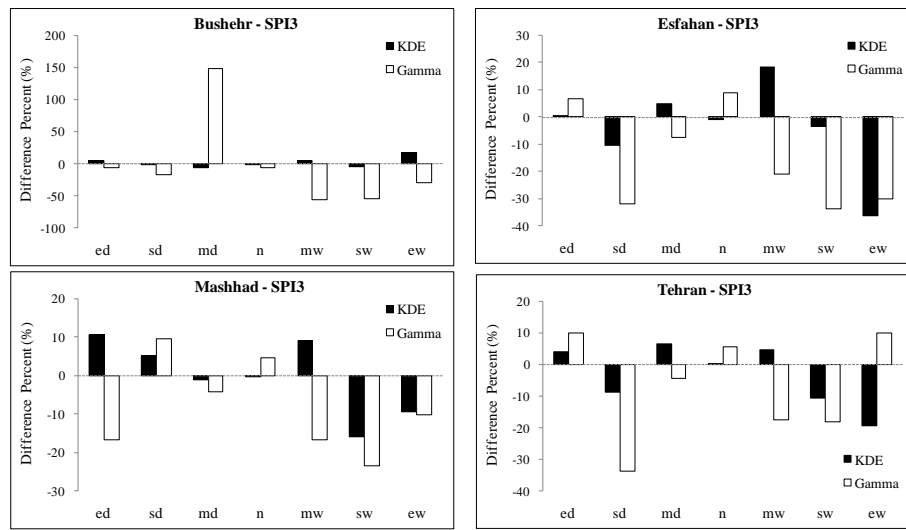 Bushehr - SPI3
Difference Percent (%)
200
150
100
50
0
-50
-100
KDE
Gamma
ed sd md n mw sw ew
Esfahan - SPI3
Difference Percent (%)
30
20
10
0
-10
-20
-30
-40
KDE
Gamma
ed sd md n mw sw ew
Mashhad - SPI3
Difference Percent (%)
20
10
0
-10
-20
-30
KDE
Gamma
ed sd md n mw sw ew
Tehran - SPI3
Difference Percent (%)
20
10
0
-10
-20
-30
-40
KDE
Gamma
ed sd md n mw sw ew